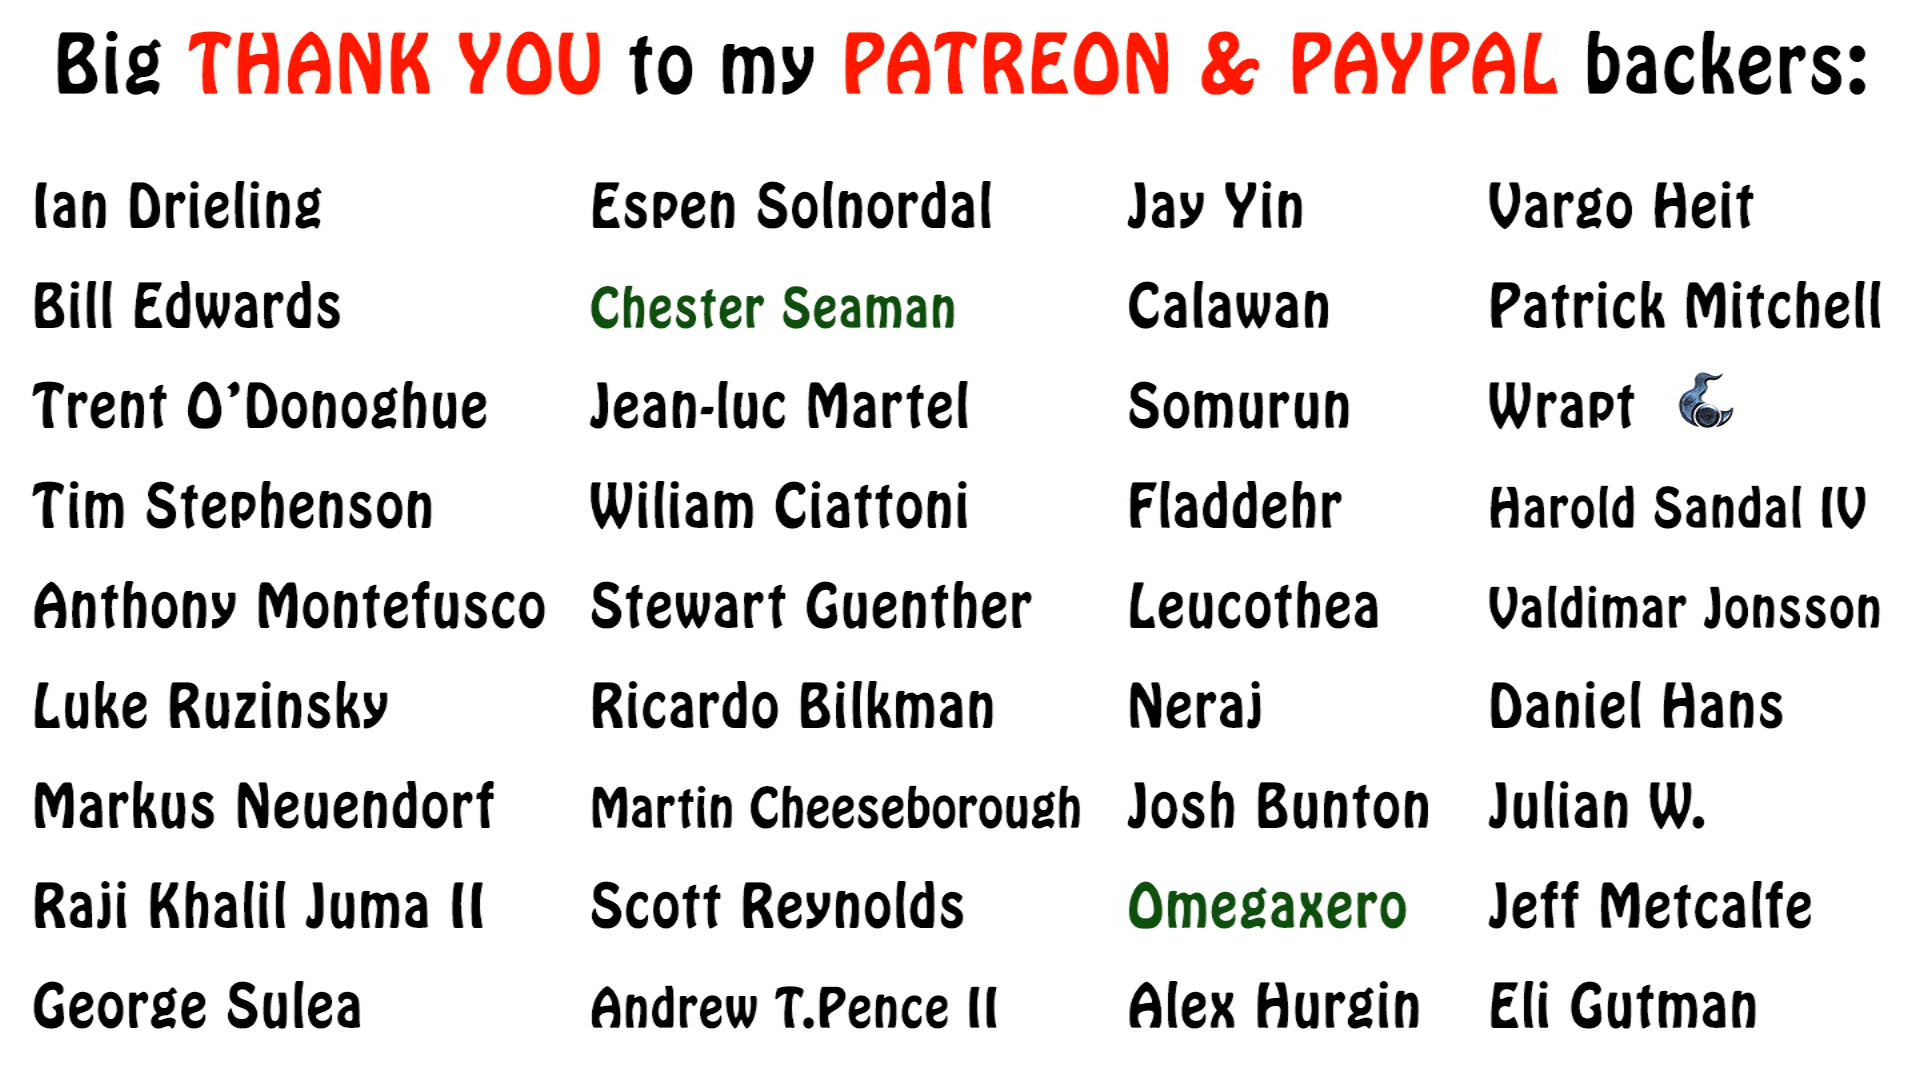 Big THANK YOU to my PATREON & PAYPAL backers:
Ian Drieling Espen Solnordal Jay Yin Vargo Heit
Bill Edwards Chester Seaman Calawan Patrick Mitchell
Trent O'Donoghue Jean-luc Martel Somurun Wrapt
Tim Stephenson Wiliam Ciattoni Fladdehr Harold Sandal IV
Anthony Montefusco Stewart Guenther Leucothea Valdimar Jonsson
Luke Ruzinsky Ricardo Bilkman Neraj Daniel Hans
Markus Neuendorf Martin Cheeseborough Josh Bunton Julian W.
Raji Khalil Juma II Scott Reynolds Omegaxero Jeff Metcalfe
George Sulea Andrew T.Pence II Alex Hurgin Eli Gutman